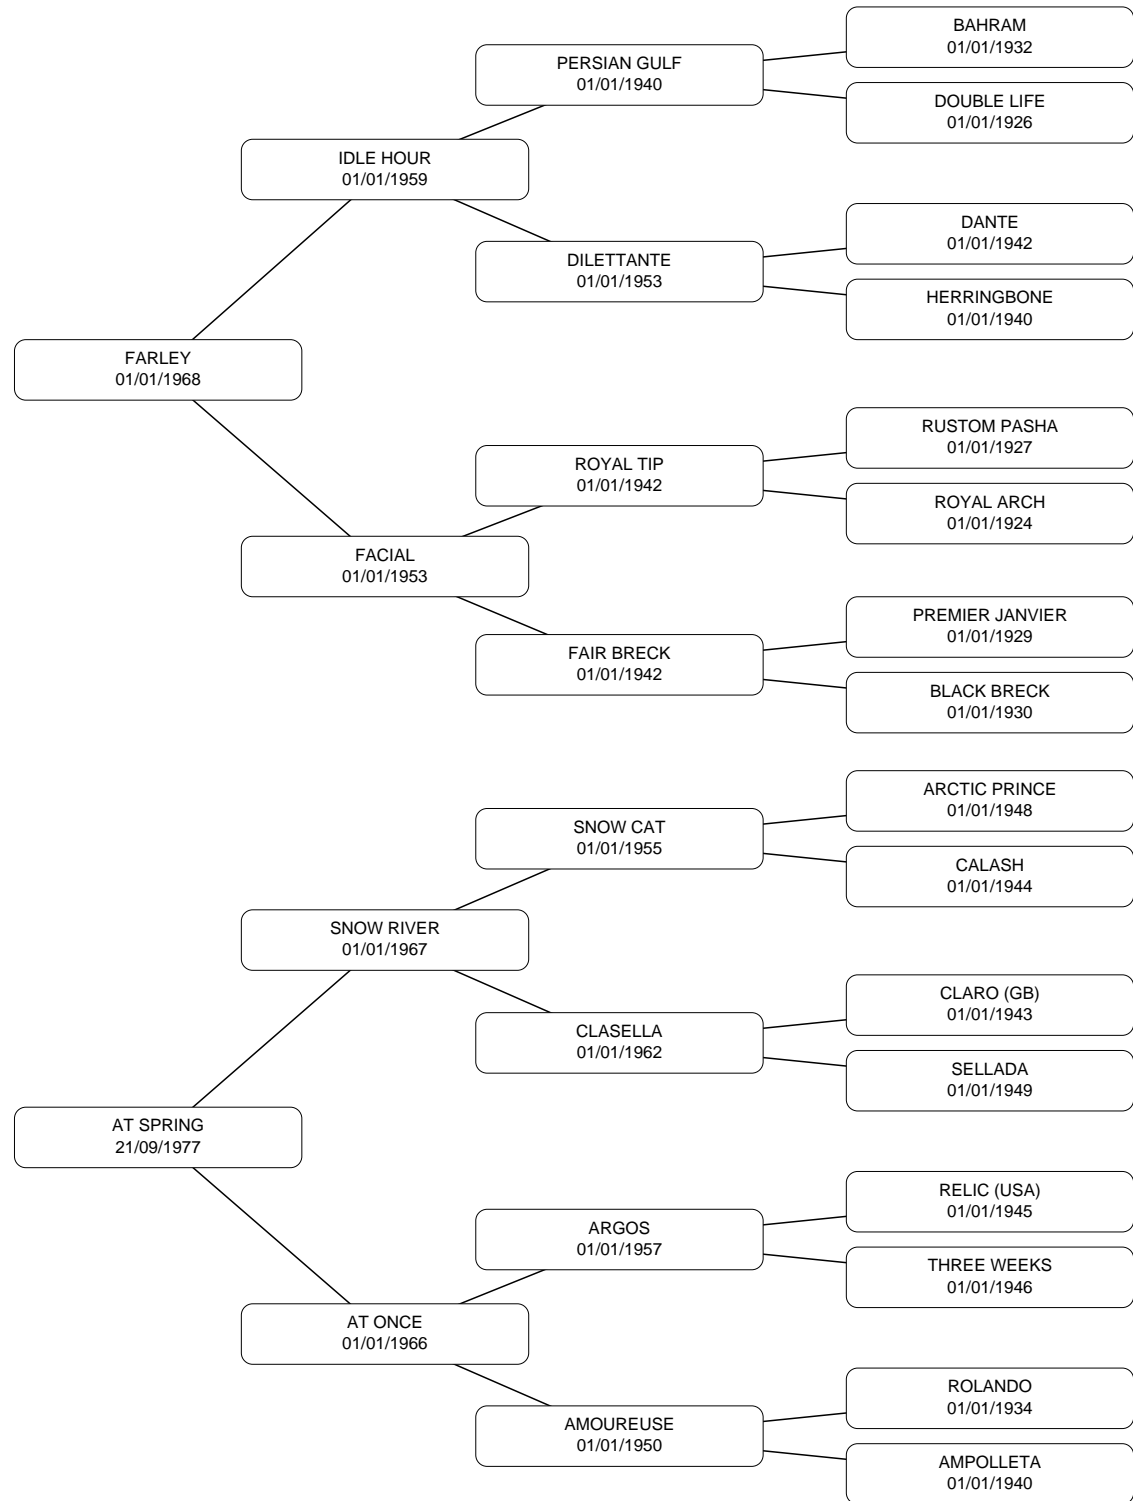 BAHRAM
01/01/1932
PERSIAN GULF
01/01/1940
DOUBLE LIFE
01/01/1926
IDLE HOUR
01/01/1959
DANTE
01/01/1942
DILETTANTE
01/01/1953
HERRINGBONE
01/01/1940
FARLEY
01/01/1968
RUSTOM PASHA
01/01/1927
ROYAL TIP
01/01/1942
ROYAL ARCH
01/01/1924
FACIAL
01/01/1953
PREMIER JANVIER
01/01/1929
FAIR BRECK
01/01/1942
BLACK BRECK
01/01/1930
ARCTIC PRINCE
01/01/1948
SNOW CAT
01/01/1955
CALASH
01/01/1944
SNOW RIVER
01/01/1967
CLARO (GB)
01/01/1943
CLASELLA
01/01/1962
SELLADA
01/01/1949
AT SPRING
21/09/1977
RELIC (USA)
01/01/1945
ARGOS
01/01/1957
THREE WEEKS
01/01/1946
AT ONCE
01/01/1966
ROLANDO
01/01/1934
AMOUREUSE
01/01/1950
AMPOLLETA
01/01/1940